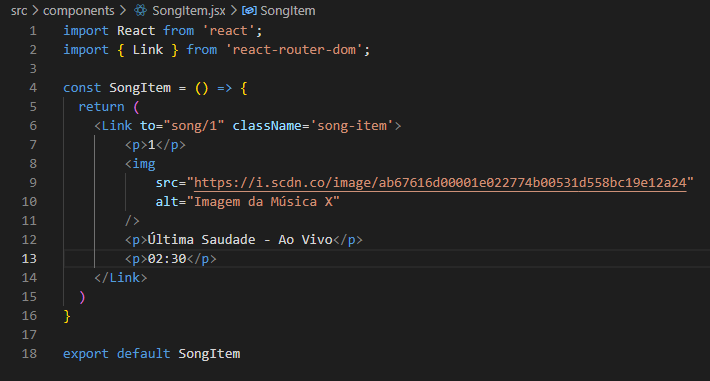 src > components > SongItem.jsx > SongItem
1 import React from 'react';
2 import { Link } from 'react-router-dom';
3
4 const SongItem = () => {
5 return (
6 <Link to="song/1" className='song-item'>
7 <p>1</p>
8 <img
9 src="https://i.scdn.co/image/ab67616d00001e022774b00531d558bc19e12a24"
10 alt="Imagem da Música X"
11 />
12 <p>Última Saudade - Ao Vivo</p>
13 <p>02:30</p>
14 </Link>
15 )
16 }
17
18 export default SongItem